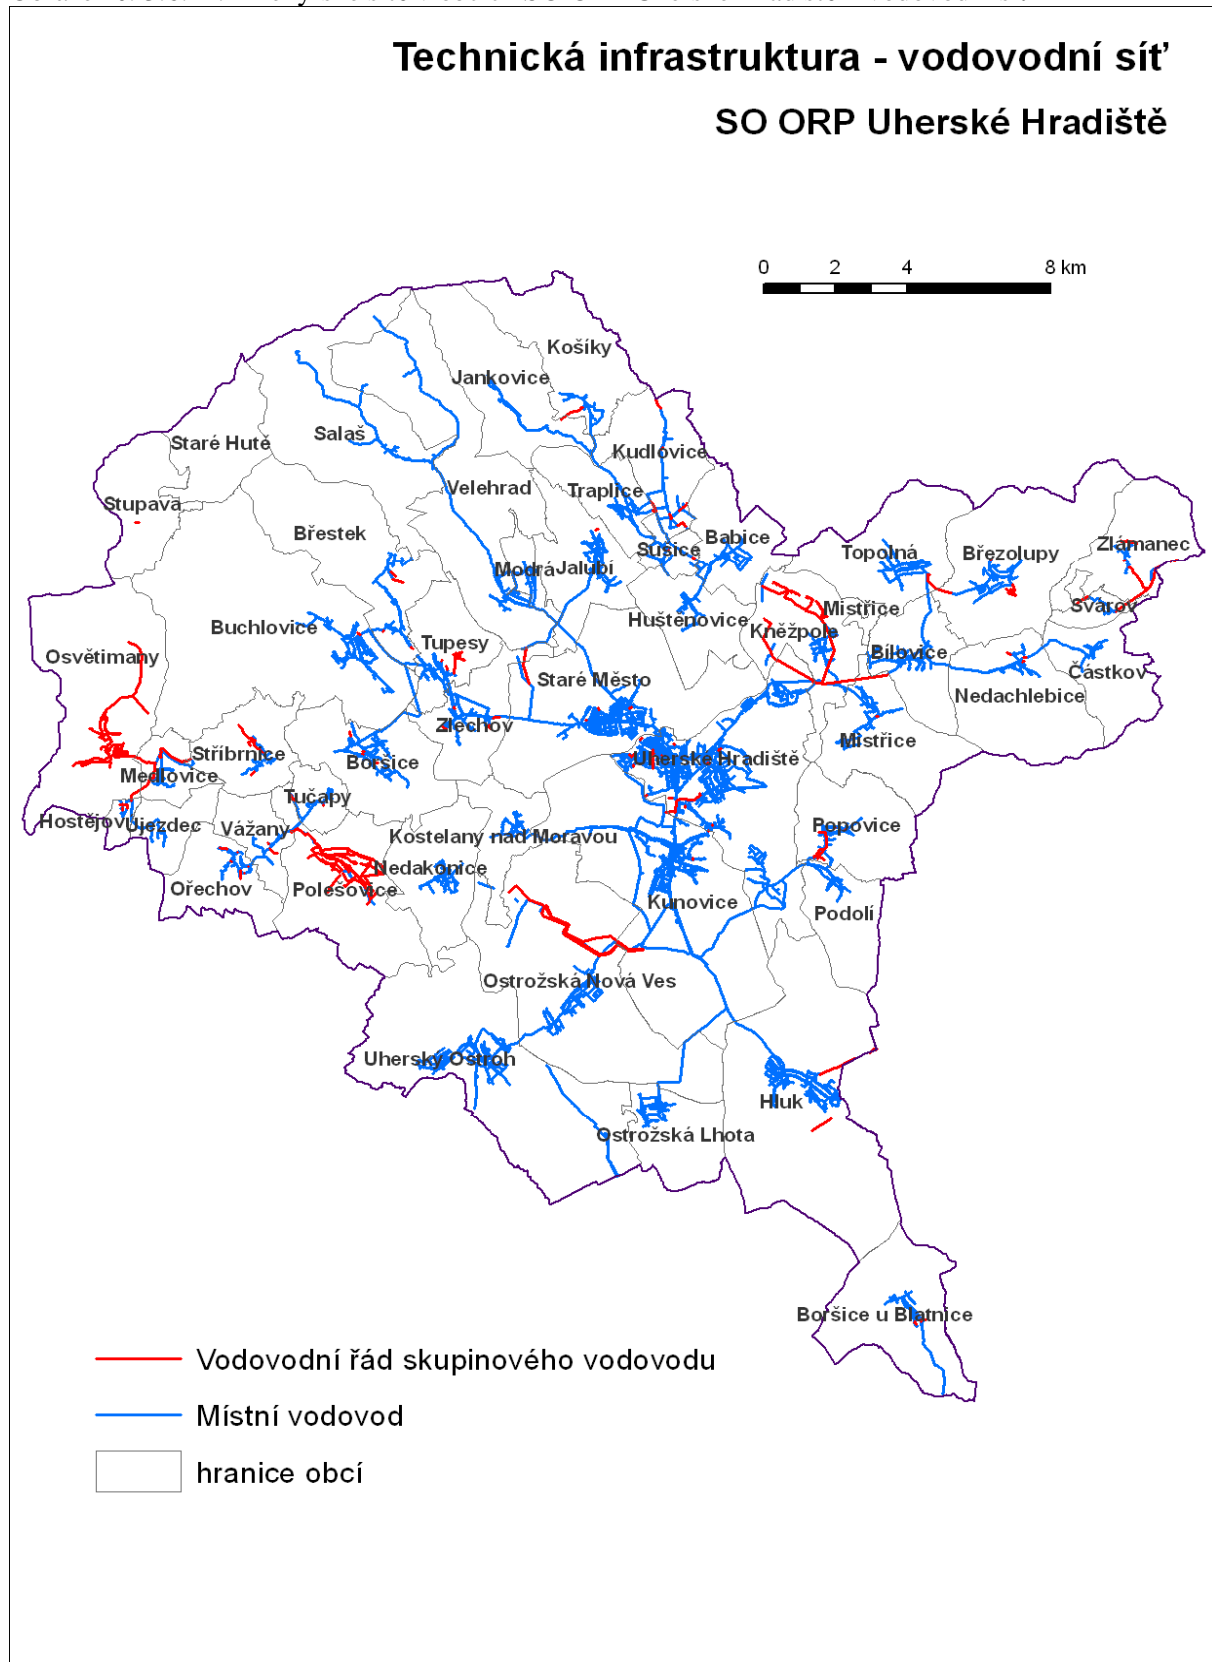 Technická infrastruktura - vodovodní síť
SO ORP Uherské Hradiště
0 2 4 8 km
Košíky
Jankovice
Salaš
Staré Hutě
Kudlovice
Velehrad
Traplice
Stupava
Břestek
Babice
Sušice
Topolná
Březolupy
Zlámanec
Modrá
Jalubí
Mistřice
Svárov
Huštěnovice
Kněžpole
Buchlovice
Tupesy
Bílovice
Osvětimany
Staré Město
Částkov
Nedachlebice
Zlechov
Mistřice
Stříbrnice
Boršice
Uherské Hradiště
Medlovice
Tučapy
Hostějov
Újezdec
Vážany
Kostelany nad Moravou
Popovice
Nedakonice
Ořechov
Polešovice
Kunovice
Podolí
Ostrožská Nová Ves
Uherský Ostroh
Hluk
Ostrožská Lhota
Boršice u Blatnice
Vodovodní řád skupinového vodovodu
Místní vodovod
hranice obcí